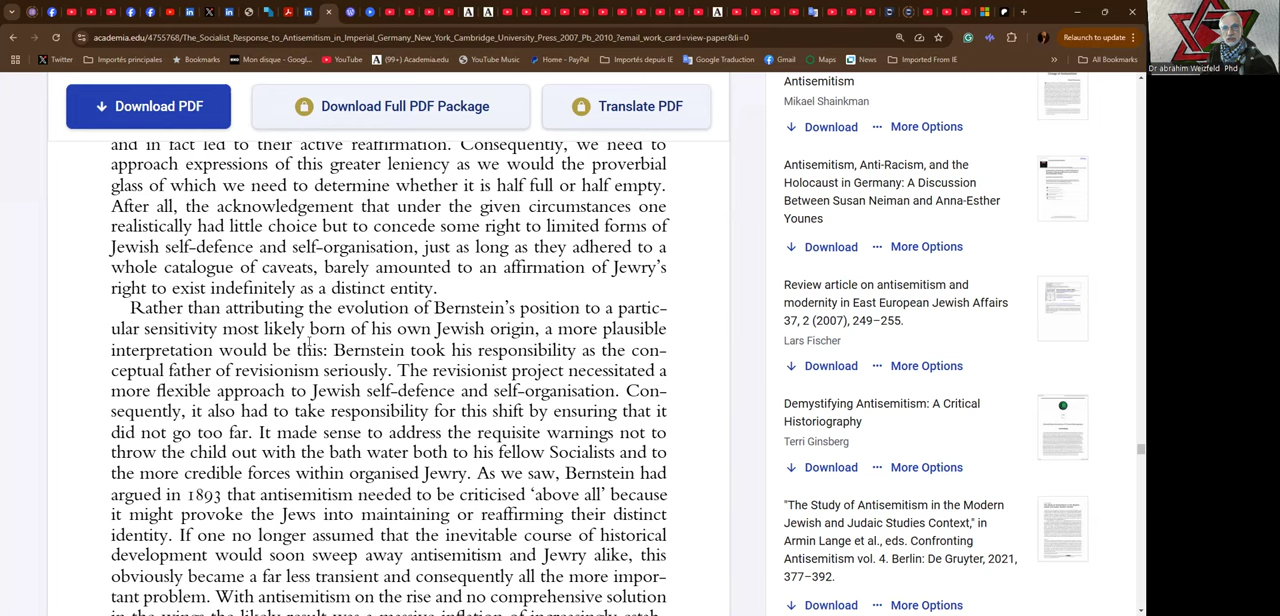 academia.edu/4755768/The_Socialist_Response_to_Antisemitism_in_Imperial_Germany_New_York_Cambridge_University_Press_2007_Pb_2010_?email_work_card=view-paper&li=0
Relaunch to update
Twitter
Importés principales
Bookmarks
Mon disque - Googl...
YouTube
(99+) Academia.edu
YouTube Music
Home - PayPal
Importés depuis IE
Google Traduction
Gmail
Maps
News
Imported From IE
All Bookmarks
Dr abrahim Weizfeld Phd
Download PDF
Download Full PDF Package
Translate PDF
and in fact led to their active reaffirmation. Consequently, we need to
approach expressions of this greater leniency as we would the proverbial
glass of which we need to determine whether it is half full or half empty.
After all, the acknowledgement that under the given circumstances one
realistically had little choice but to concede some right to limited forms of
Jewish self-defence and self-organisation, just as long as they adhered to a
whole catalogue of caveats, barely amounted to an affirmation of Jewry's
right to exist indefinitely as a distinct entity.
Rather than attributing the evolution of Bernstein's position to a partic-
ular sensitivity most likely born of his own Jewish origin, a more plausible
interpretation would be this: Bernstein took his responsibility as the con-
ceptual father of revisionism seriously. The revisionist project necessitated a
more flexible approach to Jewish self-defence and self-organisation. Con-
sequently, it also had to take responsibility for this shift by ensuring that it
did not go too far. It made sense to address the requisite warnings not to
throw the child out with the bath water both to his fellow Socialists and to
the more credible forces within organised Jewry. As we saw, Bernstein had
argued in 1893 that antisemitism needed to be criticised 'above all' because
it might provoke the Jews into maintaining or reaffirming their distinct
identity. If one no longer assumed that the inevitable course of historical
development would soon sweep away antisemitism and Jewry alike, this
obviously became a far less transient and consequently all the more impor-
tant problem. With antisemitism on the rise and no comprehensive solution
in the wings the likely result was a massive inflation of increasingly estab-
Antisemitism
Mikael Shainkman
Download
More Options
Antisemitism, Anti-Racism, and the
Holocaust in Germany: A Discussion
Between Susan Neiman and Anna-Esther
Younes
Download
More Options
Review article on antisemitism and
modernity in East European Jewish Affairs
37, 2 (2007), 249–255.
Lars Fischer
Download
More Options
Demystifying Antisemitism: A Critical
Historiography
Terri Ginsberg
Download
More Options
"The Study of Antisemitism in the Modern
Jewish and Judaic Studies Context," in
Armin Lange et al., eds. Confronting
Antisemitism vol. 4. Berlin: De Gruyter, 2021,
377–392.
Download
More Options